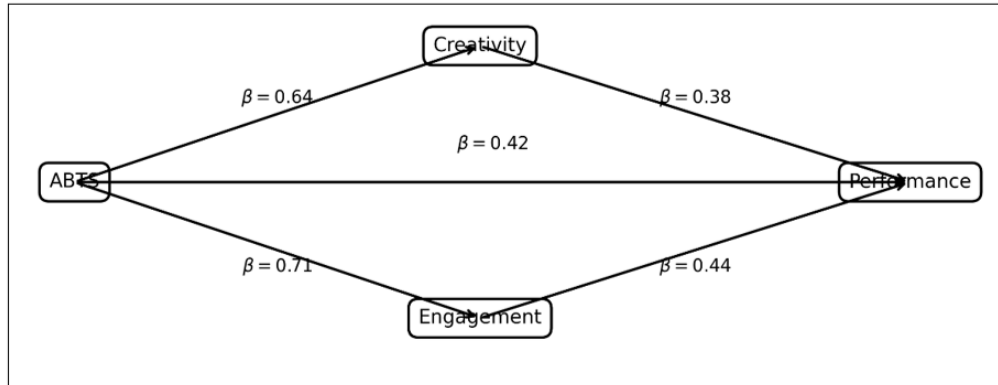 Creativity
β = 0.64
β = 0.38
β = 0.42
ABTS
Performance
β = 0.71
β = 0.44
Engagement